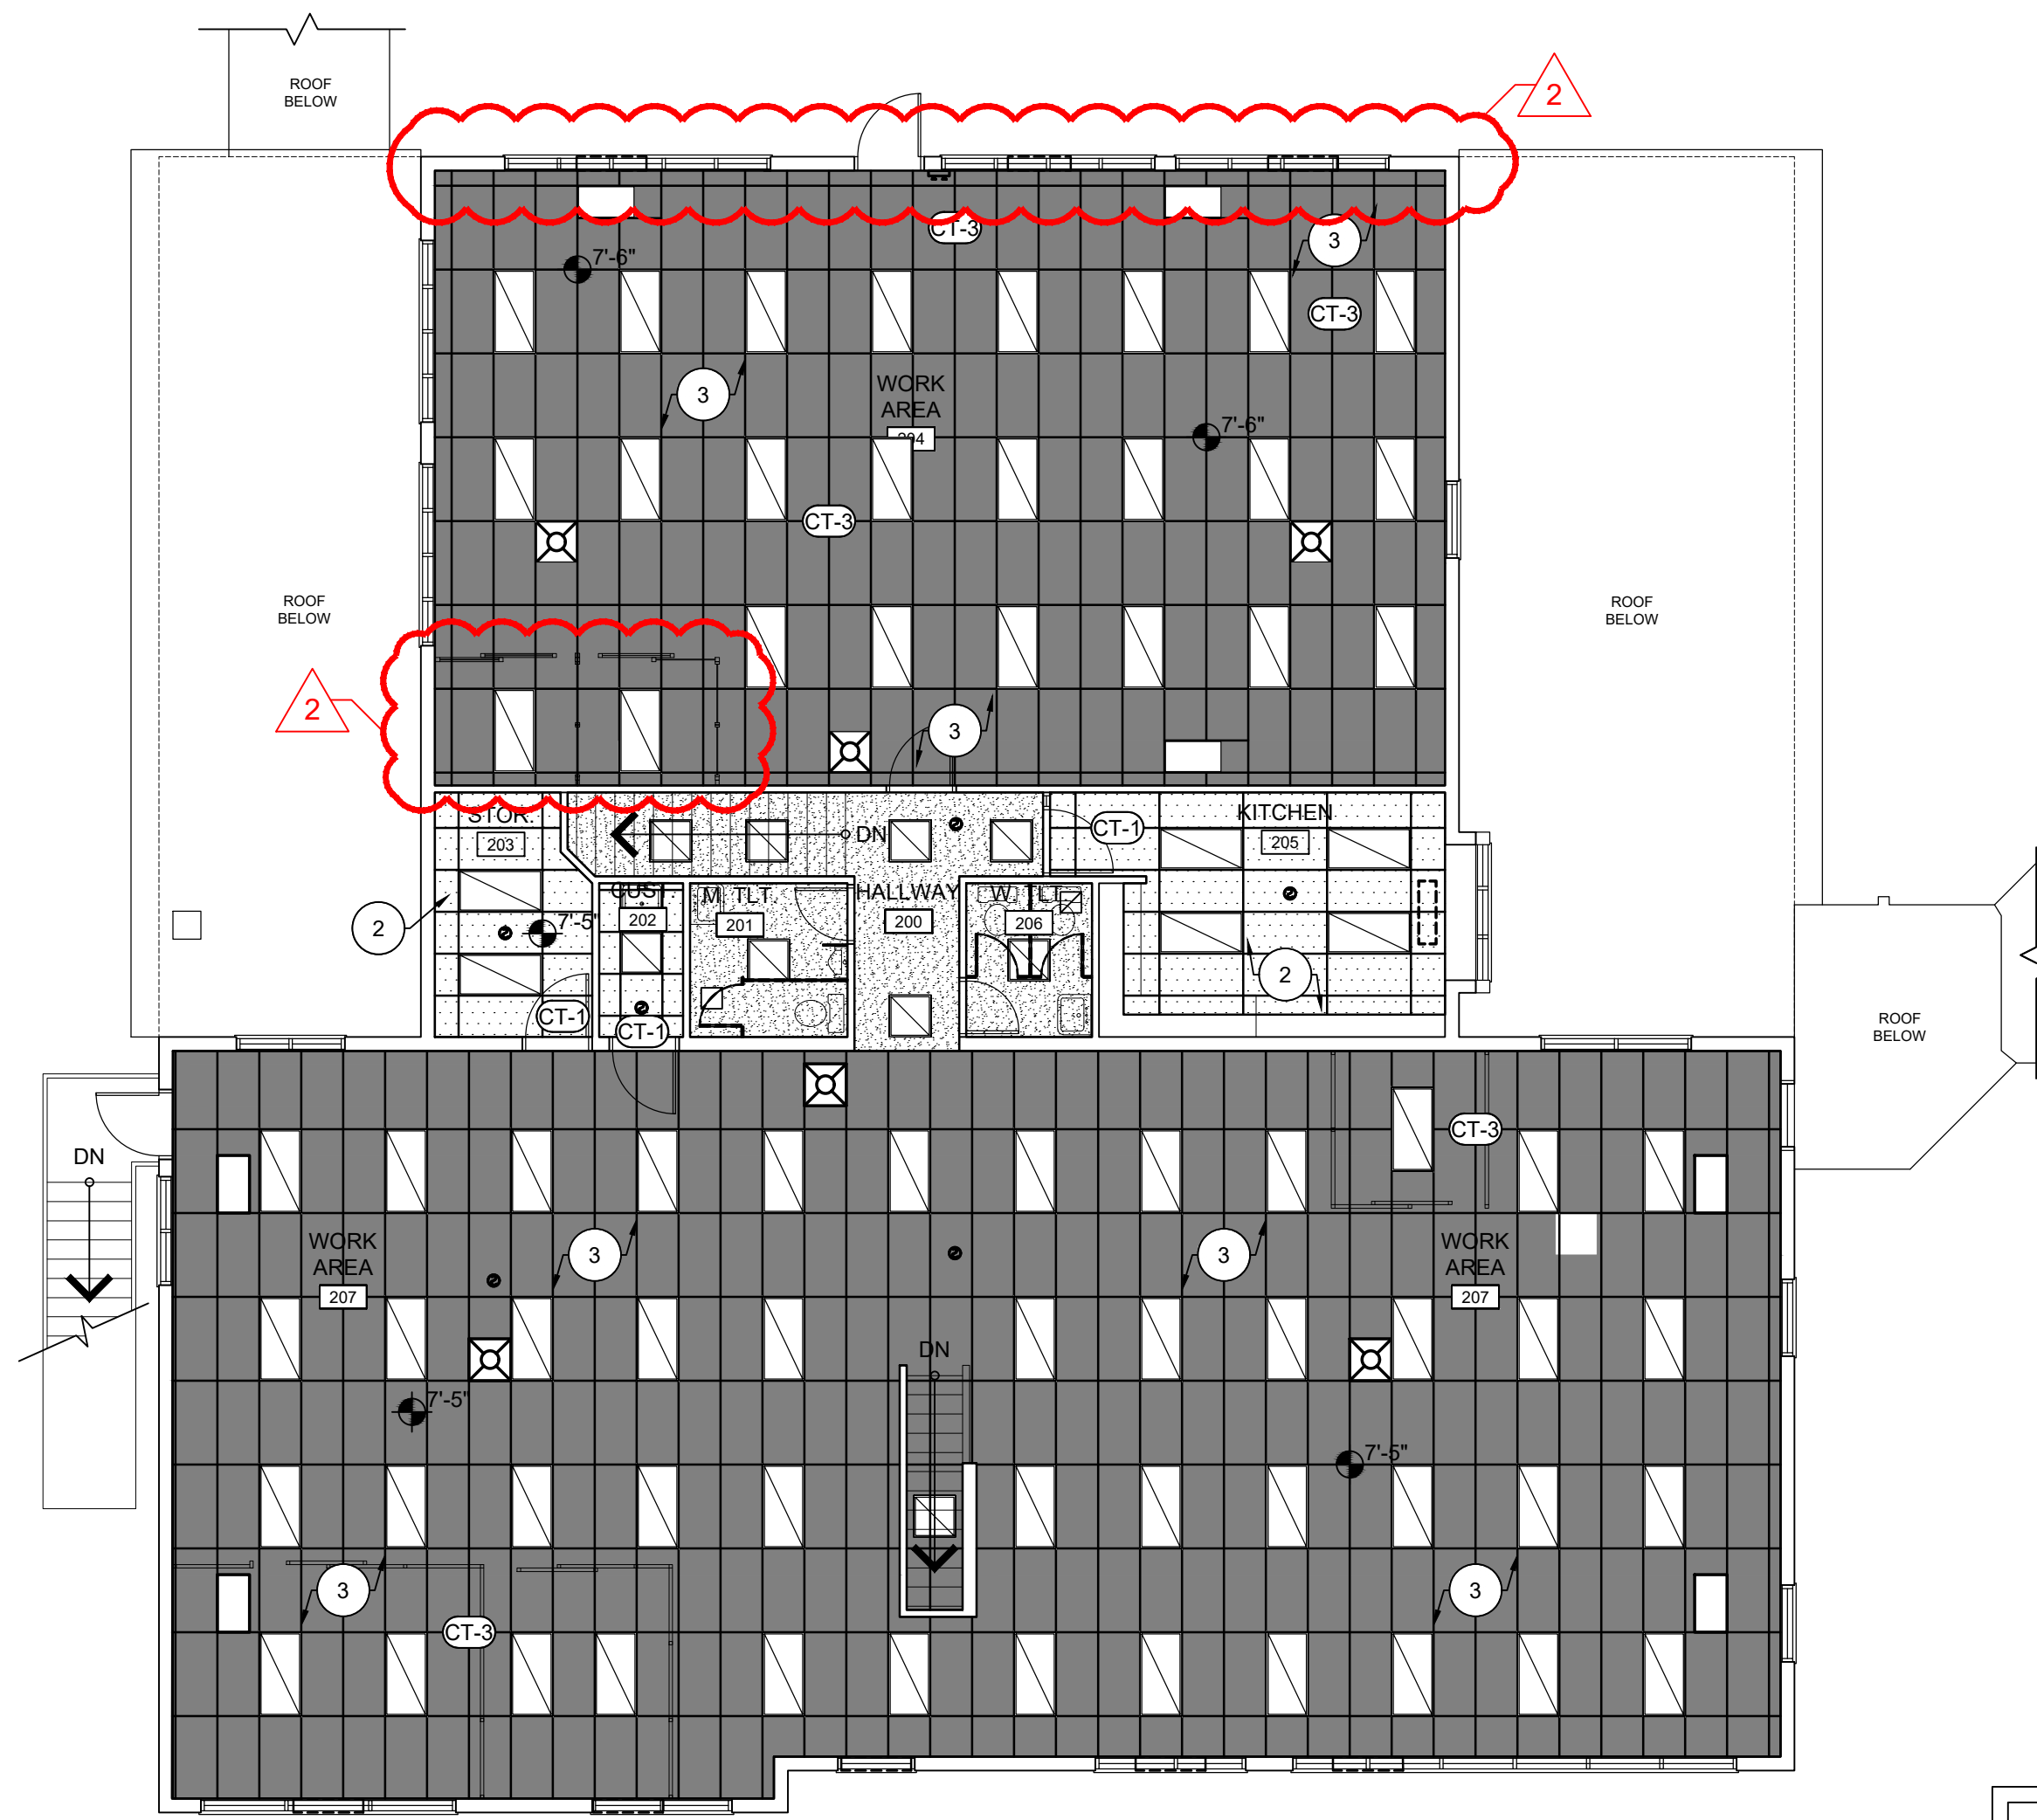 ROOF
BELOW
2
CT-3
3
7'-6"
CT-3
WORK
AREA
204
3
7'-6"
CT-3
ROOF
BELOW
ROOF
BELOW
2
3
STOR.
203
DN
CT-1
KITCHEN
205
CUST.
202
M. TLT.
201
HALLWAY
200
W. TLT.
206
2
7'-5"
2
CT-1
CT-1
ROOF
BELOW
DN
CT-3
WORK
AREA
207
3
3
WORK
AREA
207
DN
7'-5"
7'-5"
3
3
CT-3